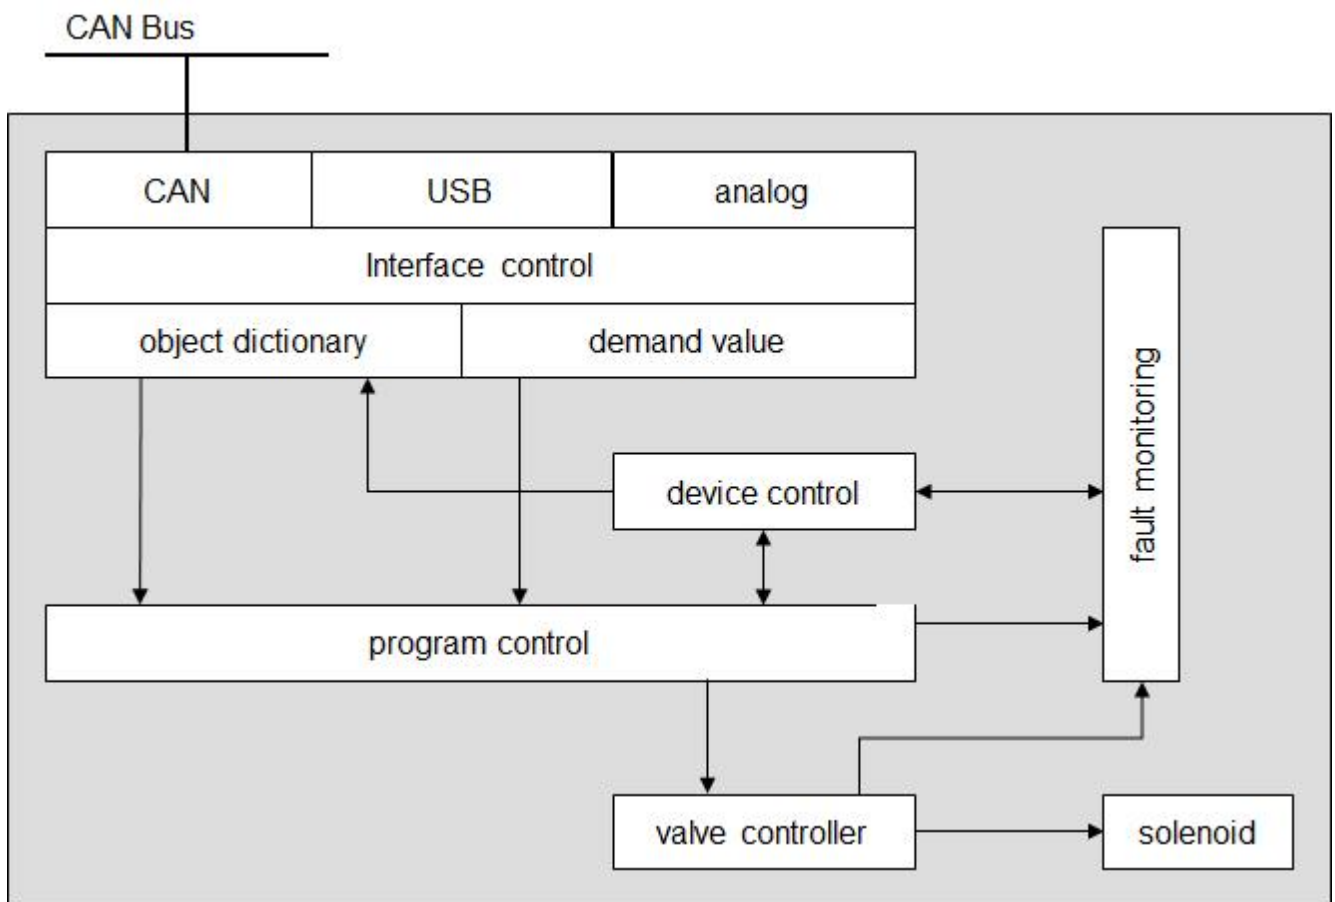 CAN Bus
CAN
USB
analog
Interface control
object dictionary
demand value
fault monitoring
device control
program control
valve controller
solenoid